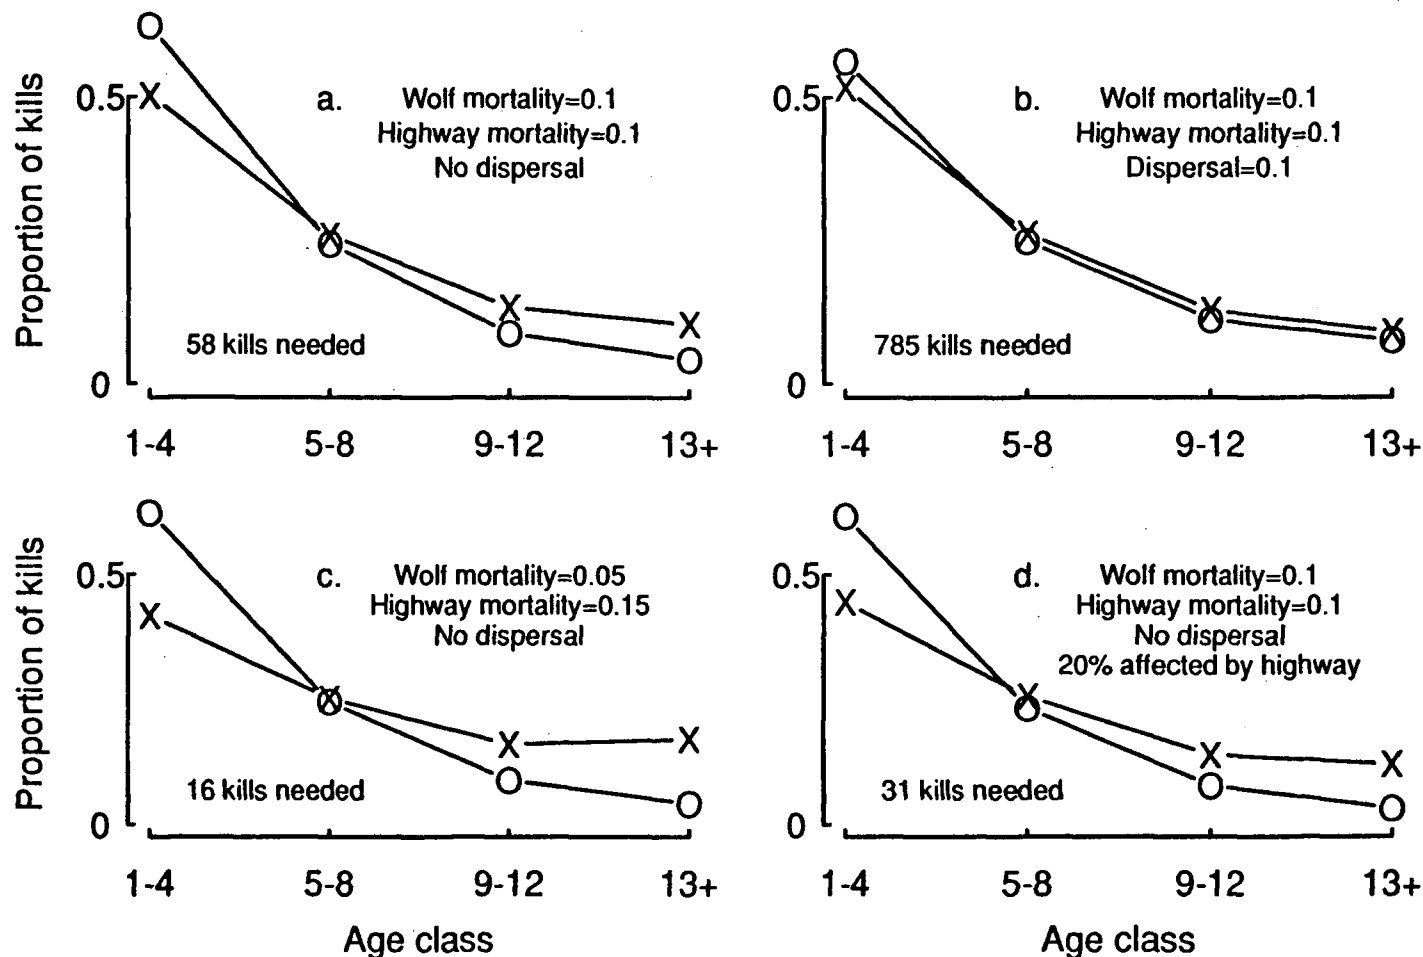 Proportion of kills
0.5
0
a. Wolf mortality=0.1
Highway mortality=0.1
No dispersal
58 kills needed
1-4 5-8 9-12 13+
0.5
0
b. Wolf mortality=0.1
Highway mortality=0.1
Dispersal=0.1
785 kills needed
1-4 5-8 9-12 13+
Proportion of kills
0.5
0
c. Wolf mortality=0.05
Highway mortality=0.15
No dispersal
16 kills needed
1-4 5-8 9-12 13+
Age class
0.5
0
d. Wolf mortality=0.1
Highway mortality=0.1
No dispersal
20% affected by highway
31 kills needed
1-4 5-8 9-12 13+
Age class